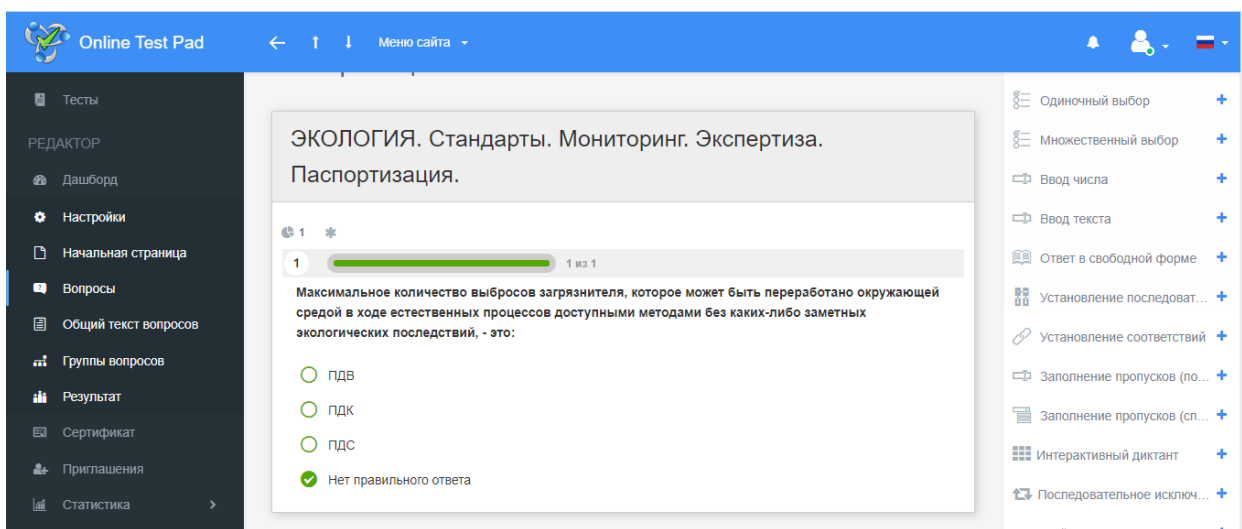 Online Test Pad
Меню сайта
Тесты
РЕДАКТОР
Дашборд
Настройки
Начальная страница
Вопросы
Общий текст вопросов
Группы вопросов
Результат
Сертификат
Приглашения
Статистика
ЭКОЛОГИЯ. Стандарты. Мониторинг. Экспертиза.
Паспортизация.
1
1
1 из 1
Максимальное количество выбросов загрязнителя, которое может быть переработано окружающей
средой в ходе естественных процессов доступными методами без каких-либо заметных
экологических последствий, - это:
ПДВ
ПДК
ПДС
Нет правильного ответа
Одиночный выбор
Множественный выбор
Ввод числа
Ввод текста
Ответ в свободной форме
Установление последоват...
Установление соответствий
Заполнение пропусков (по...
Заполнение пропусков (сп...
Интерактивный диктант
Последовательное исключ...